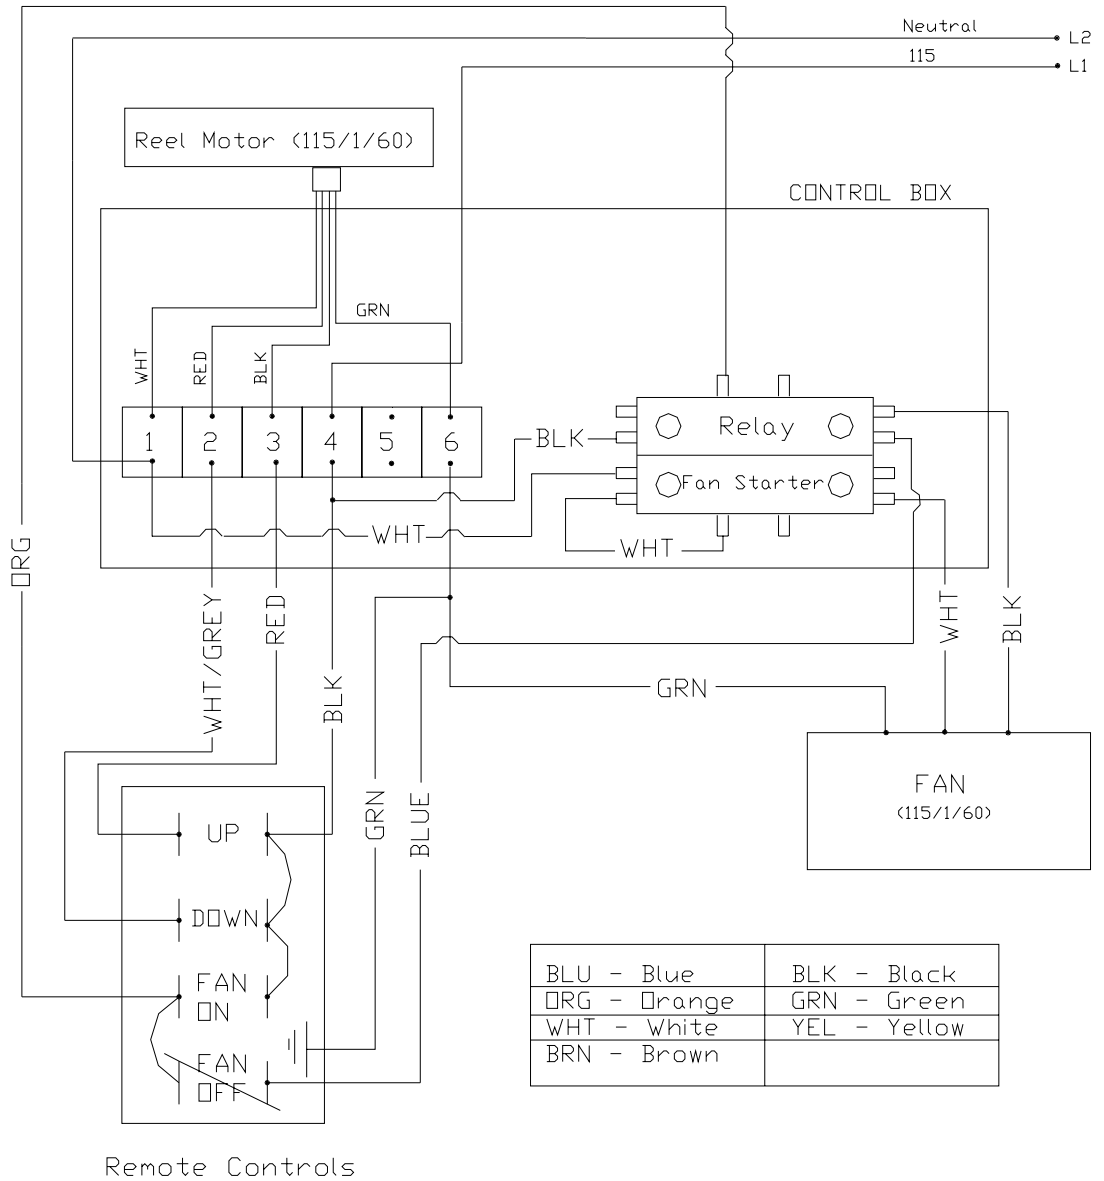 Neutral
L2
115
L1
Reel Motor (115/1/60)
CONTROL BOX
GRN
WHT
RED
BLK
1
2
3
4
5
6
BLK
Relay
Fan Starter
WHT
WHT
ORG
WHT/GREY
RED
BLK
WHT
BLK
GRN
GRN
BLUE
FAN
(115/1/60)
UP
DOWN
FAN
ON
FAN
OFF
BLU - Blue
BLK - Black
ORG - Orange
GRN - Green
WHT - White
YEL - Yellow
BRN - Brown
Remote Controls